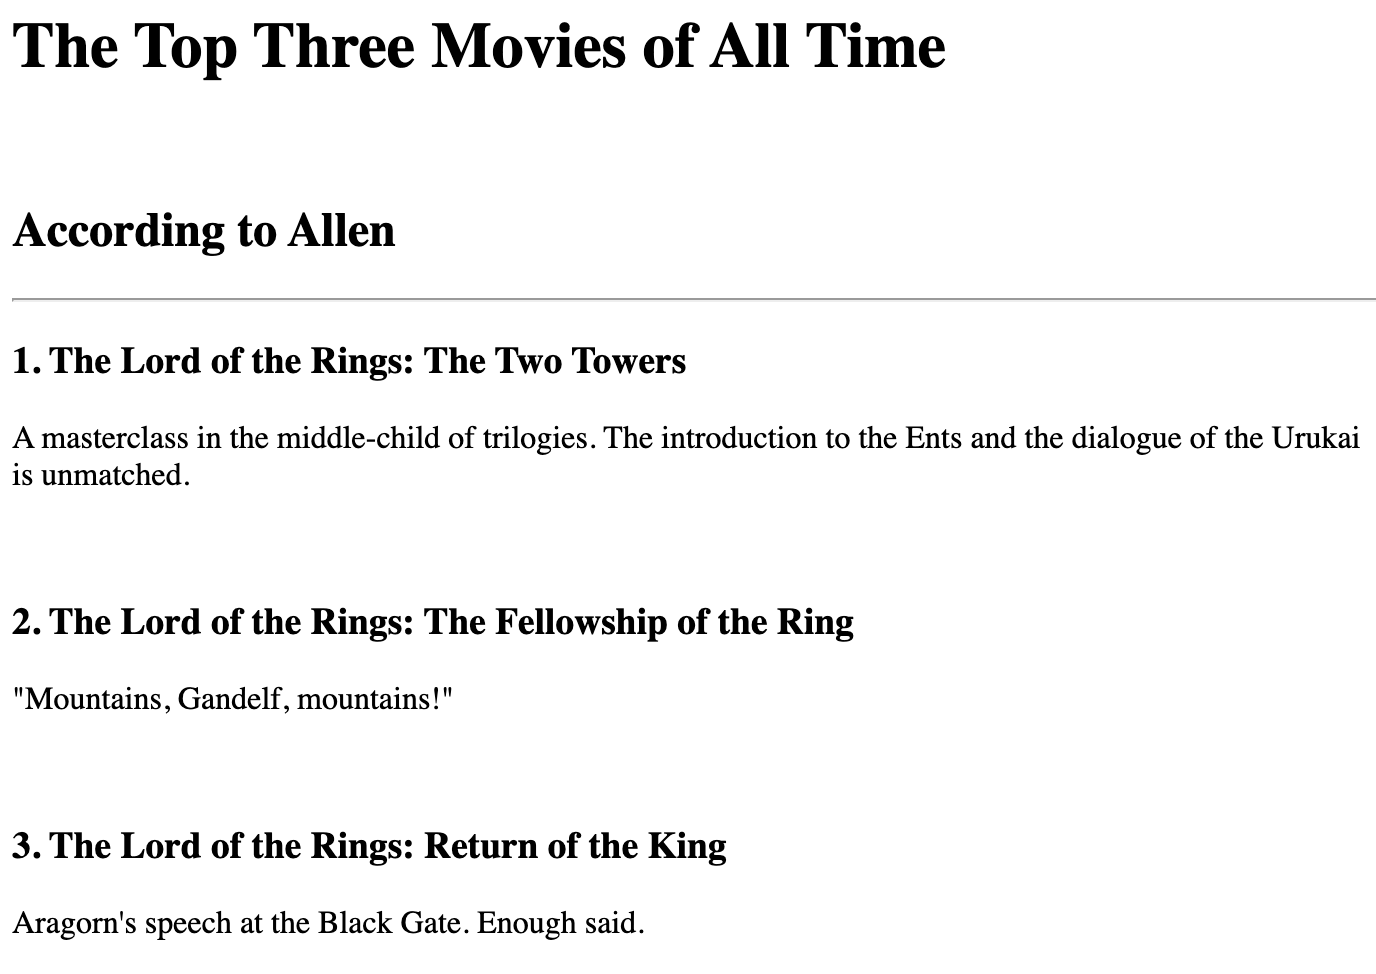 The Top Three Movies of All Time
According to Allen
1. The Lord of the Rings: The Two Towers
A masterclass in the middle-child of trilogies. The introduction to the Ents and the dialogue of the Urukai
is unmatched.
2. The Lord of the Rings: The Fellowship of the Ring
"Mountains, Gandelf, mountains!"
3. The Lord of the Rings: Return of the King
Aragorn's speech at the Black Gate. Enough said.